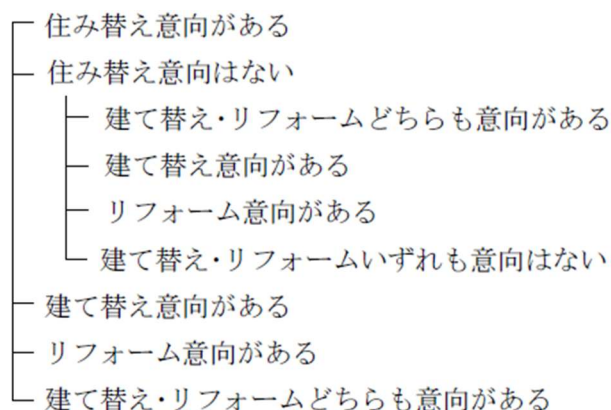 住み替え意向がある
住み替え意向はない
建て替え・リフォームどちらも意向がある
建て替え意向がある
リフォーム意向がある
建て替え・リフォームいずれも意向はない
建て替え意向がある
リフォーム意向がある
建て替え・リフォームどちらも意向がある